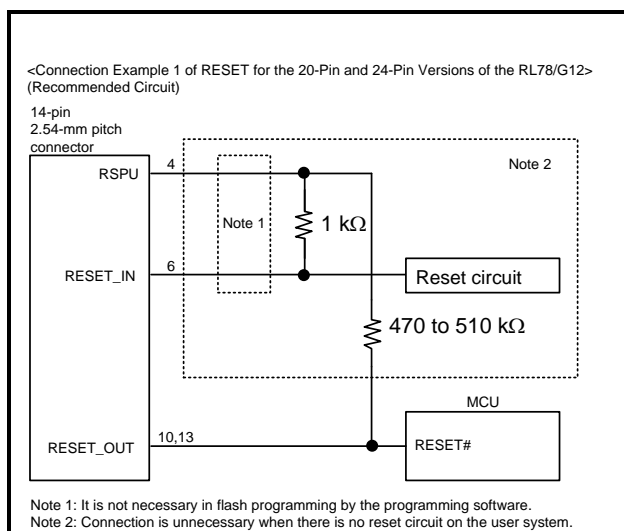 <Connection Example 1 of RESET for the 20-Pin and 24-Pin Versions of the RL78/G12>
(Recommended Circuit)
14-pin
2.54-mm pitch
connector
RSPU
4
Note 2
Note 1
1 kΩ
RESET_IN
6
Reset circuit
470 to 510 kΩ
MCU
RESET_OUT
10,13
RESET#
Note 1: It is not necessary in flash programming by the programming software.
Note 2: Connection is unnecessary when there is no reset circuit on the user system.